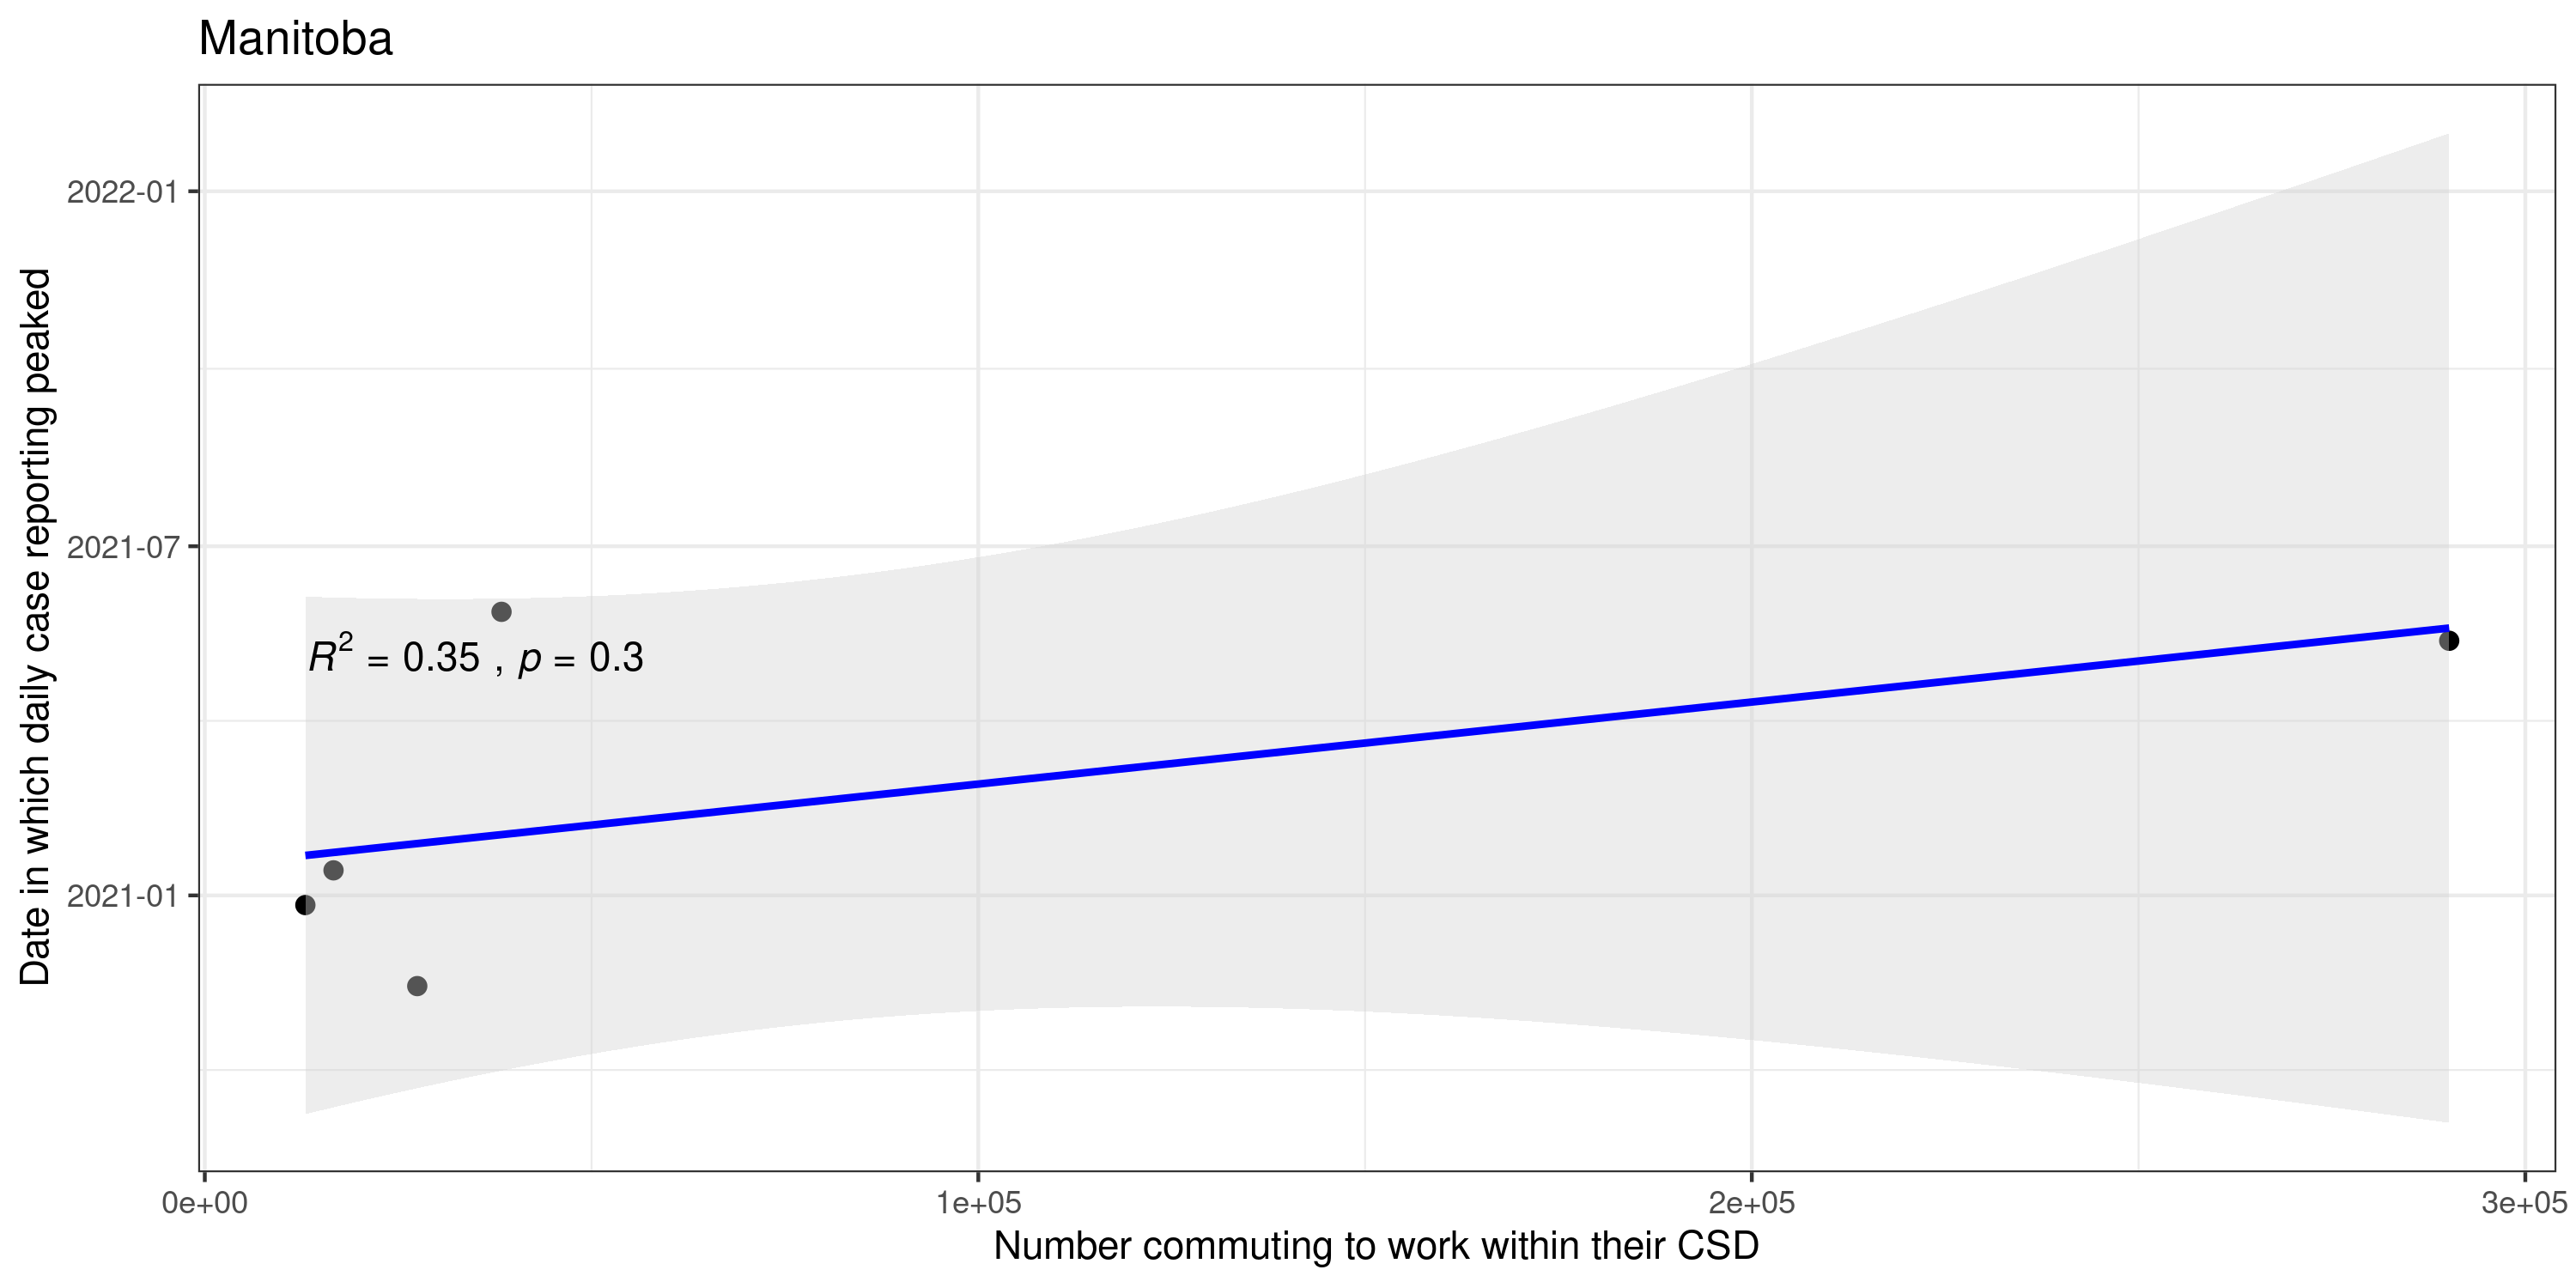 Manitoba
Date in which daily case reporting peaked
2022-01
2021-07
2021-01
R² = 0.35 , p = 0.3
0e+00
1e+05
2e+05
3e+05
Number commuting to work within their CSD